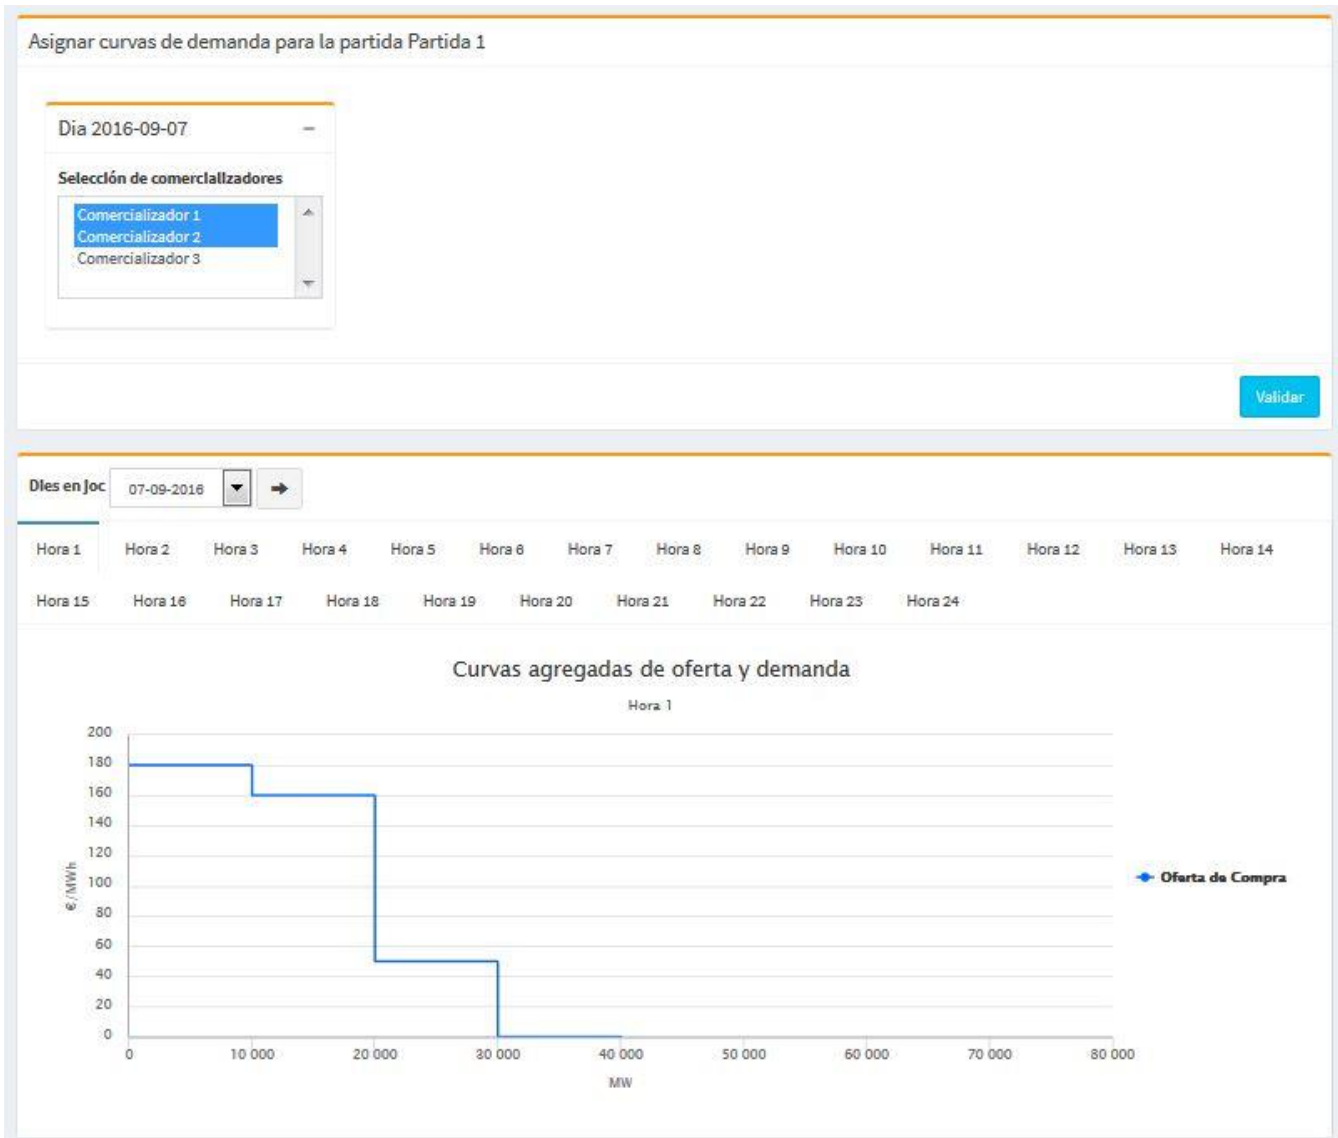 Asignar curvas de demanda para la partida Partida 1
Dia 2016-09-07 –
Selección de comercializadores
Comercializador 1
Comercializador 2
Comercializador 3
Validar
Dies en joc 07-09-2016
Hora 1 Hora 2 Hora 3 Hora 4 Hora 5 Hora 6 Hora 7 Hora 8 Hora 9 Hora 10 Hora 11 Hora 12 Hora 13 Hora 14
Hora 15 Hora 16 Hora 17 Hora 18 Hora 19 Hora 20 Hora 21 Hora 22 Hora 23 Hora 24
Curvas agregadas de oferta y demanda
Hora 1
200
180
160
140
120
100
80
60
40
20
0
€/MWh
Oferta de Compra
0 10 000 20 000 30 000 40 000 50 000 60 000 70 000 80 000
MW